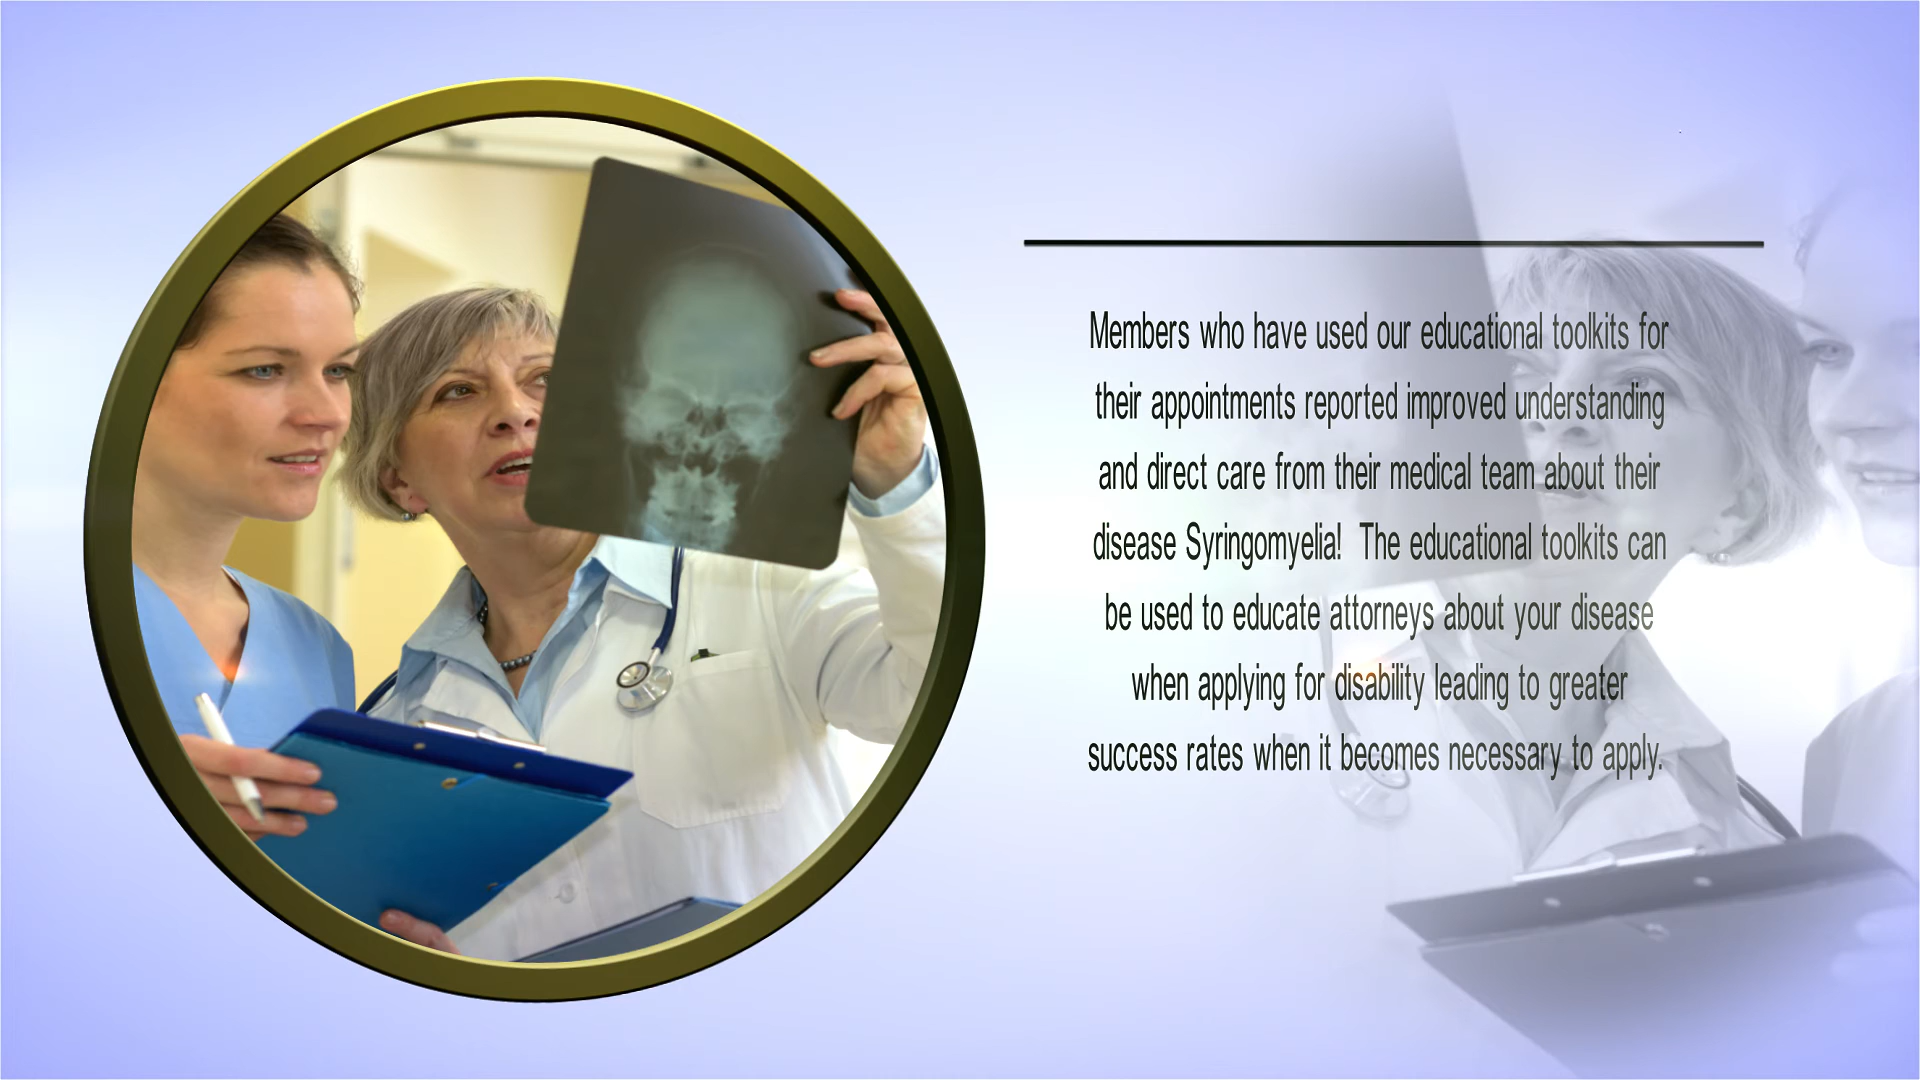 Members who have used our educational toolkits for
their appointments reported improved understanding
and direct care from their medical team about their
disease Syringomyelia!  The educational toolkits can
be used to educate attorneys about your disease
when applying for disability leading to greater
success rates when it becomes necessary to apply.